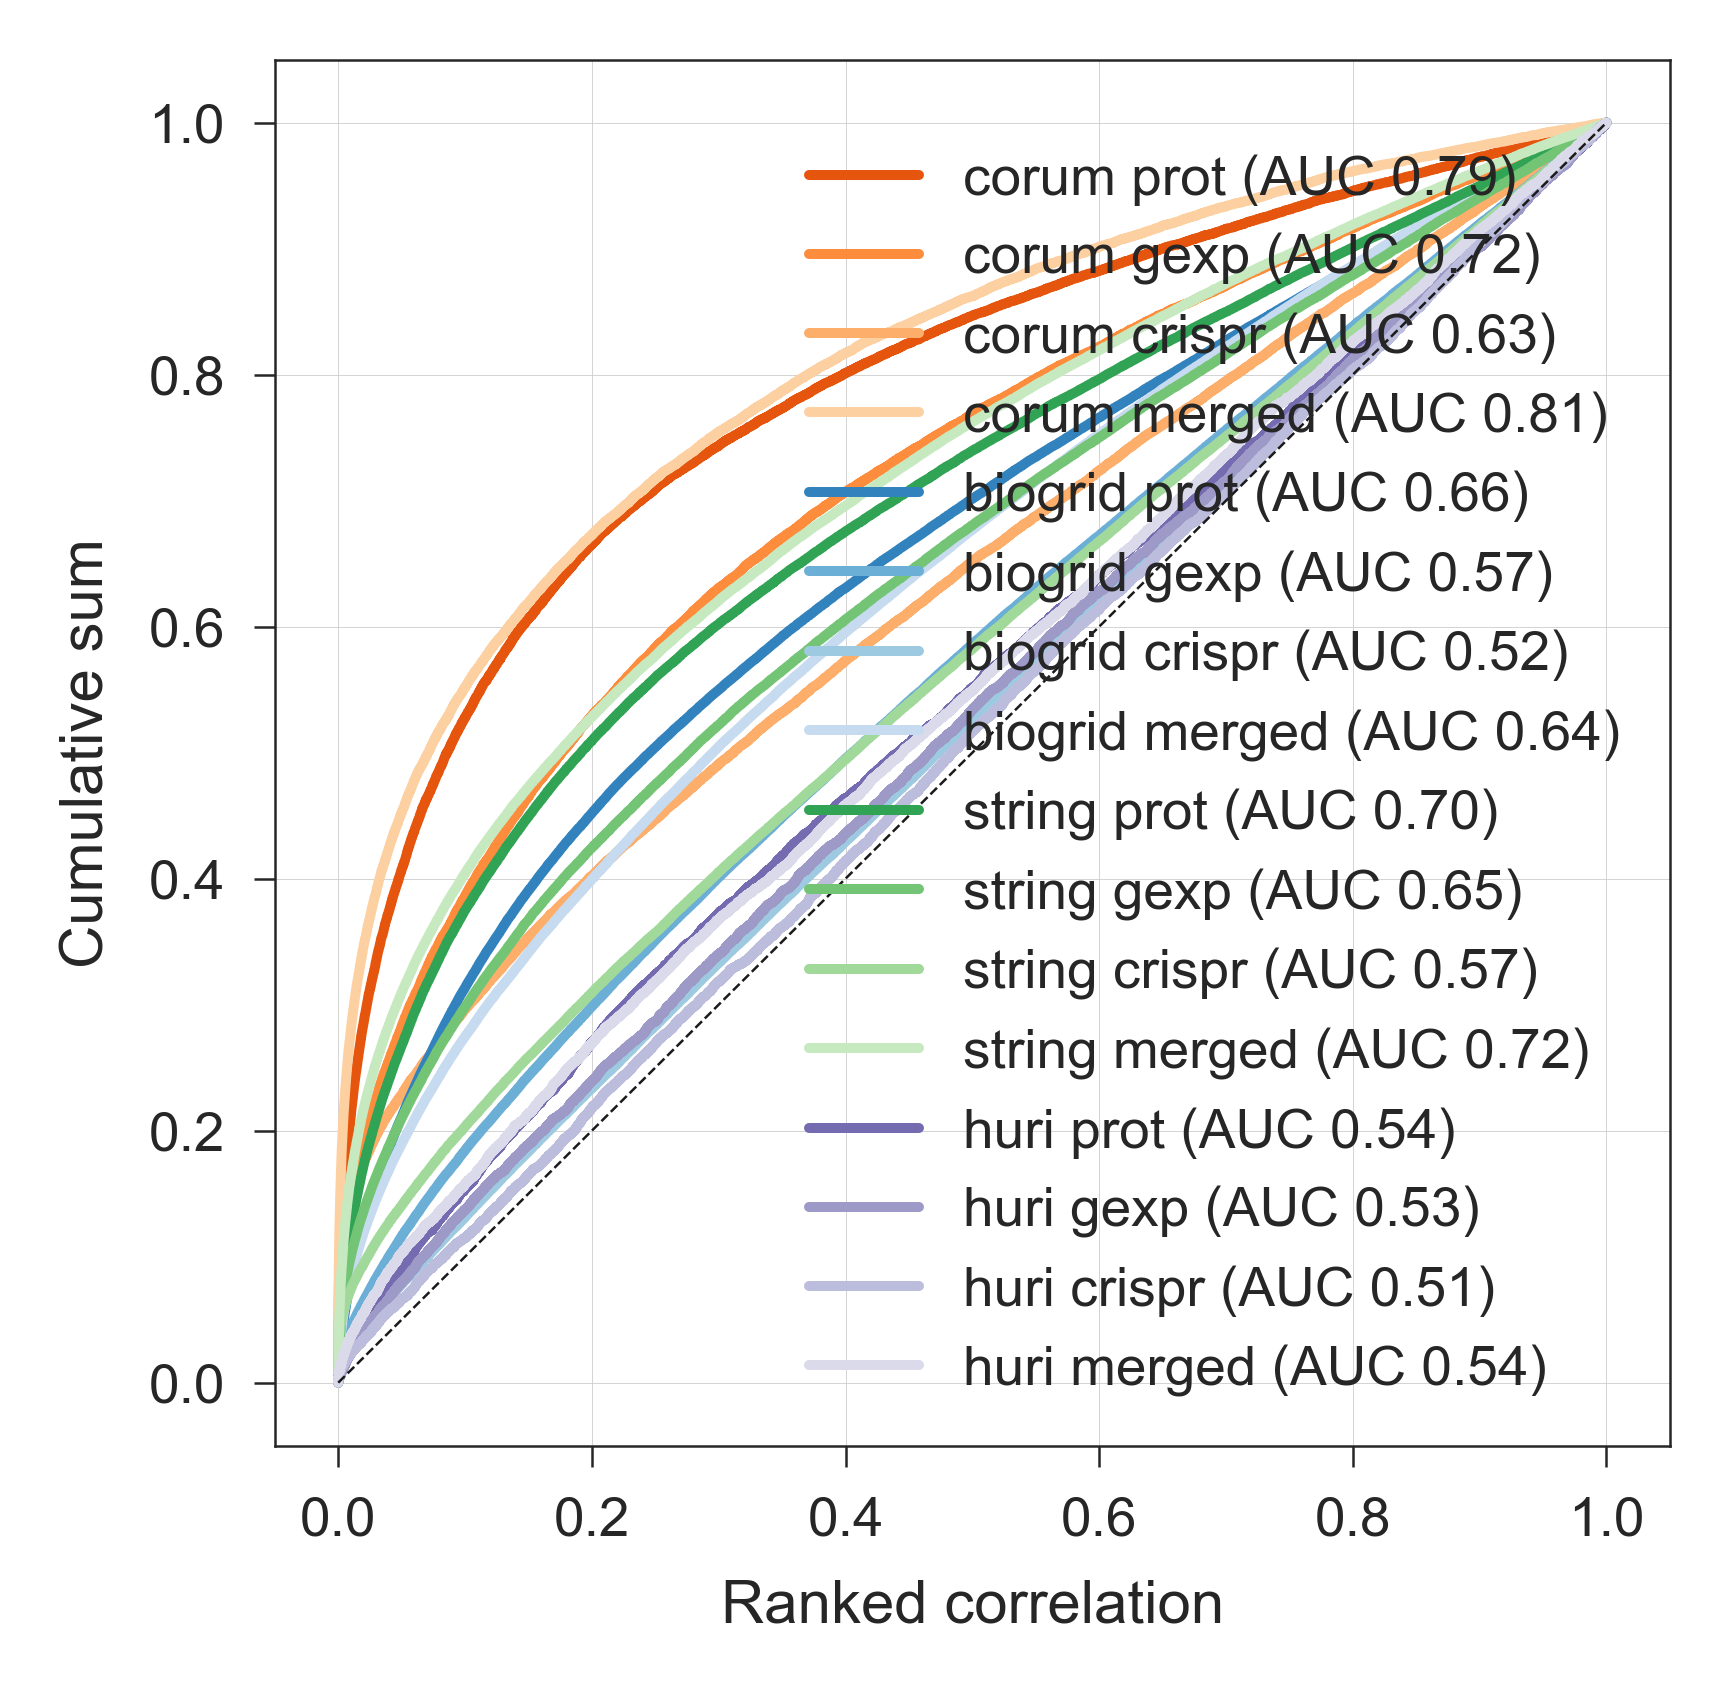 1.0
0.8
0.6
0.4
0.2
0.0
Cumulative sum
corum prot (AUC 0.79)
corum gexp (AUC 0.72)
corum crispr (AUC 0.63)
corum merged (AUC 0.81)
biogrid prot (AUC 0.66)
biogrid gexp (AUC 0.57)
biogrid crispr (AUC 0.52)
biogrid merged (AUC 0.64)
string prot (AUC 0.70)
string gexp (AUC 0.65)
string crispr (AUC 0.57)
string merged (AUC 0.72)
huri prot (AUC 0.54)
huri gexp (AUC 0.53)
huri crispr (AUC 0.51)
huri merged (AUC 0.54)
0.0 0.2 0.4 0.6 0.8 1.0
Ranked correlation